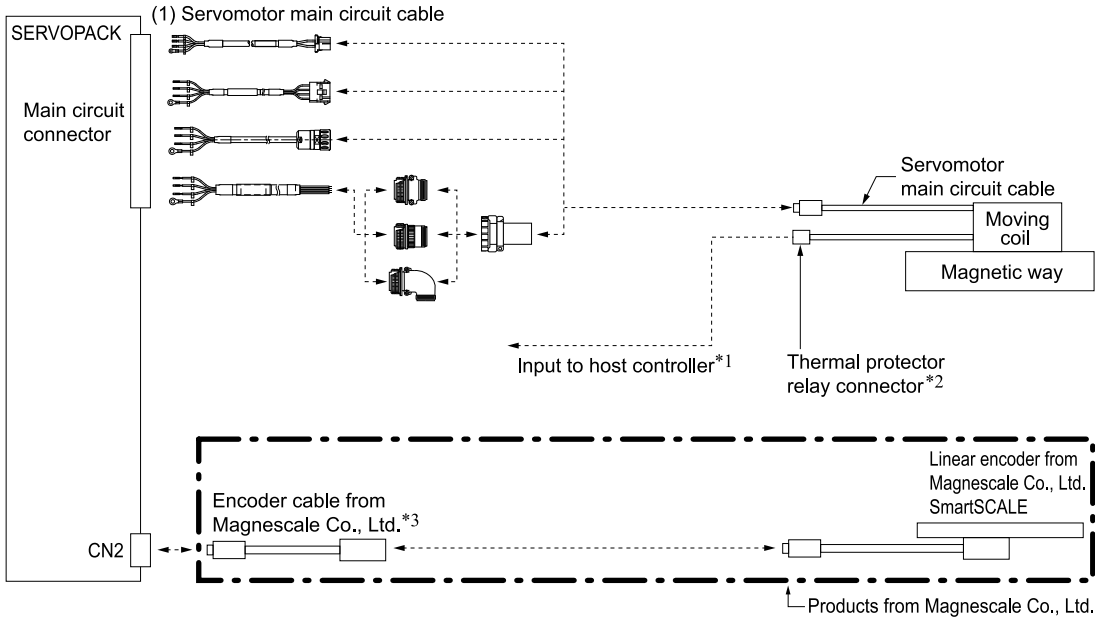 (1) Servomotor main circuit cable
SERVOPACK
Main circuit
connector
Servomotor
main circuit cable
Moving
coil
Magnetic way
Input to host controller*1
Thermal protector
relay connector*2
Linear encoder from
Magnescale Co., Ltd.
SmartSCALE
Encoder cable from
Magnescale Co., Ltd.*3
CN2
Products from Magnescale Co., Ltd.